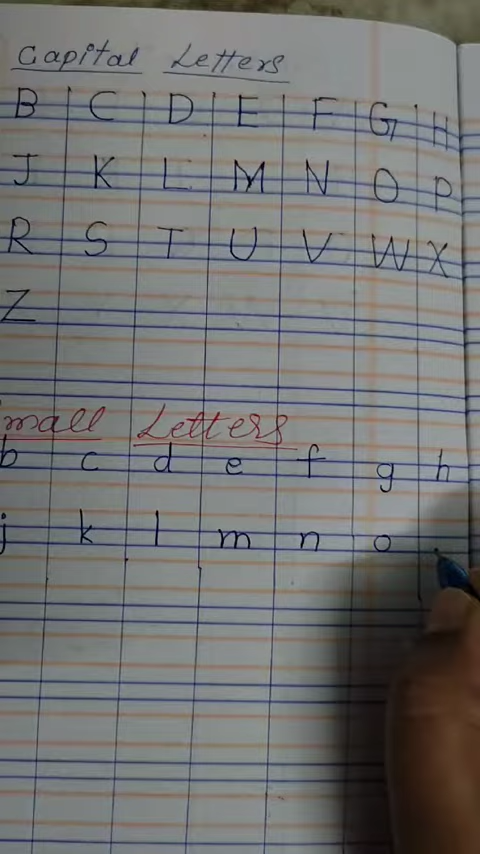 Capital Letters
B C D E F G H
J K L M N O P
R S T U V W X
Z
mall Letters
b c d e f g h
j k l m n o